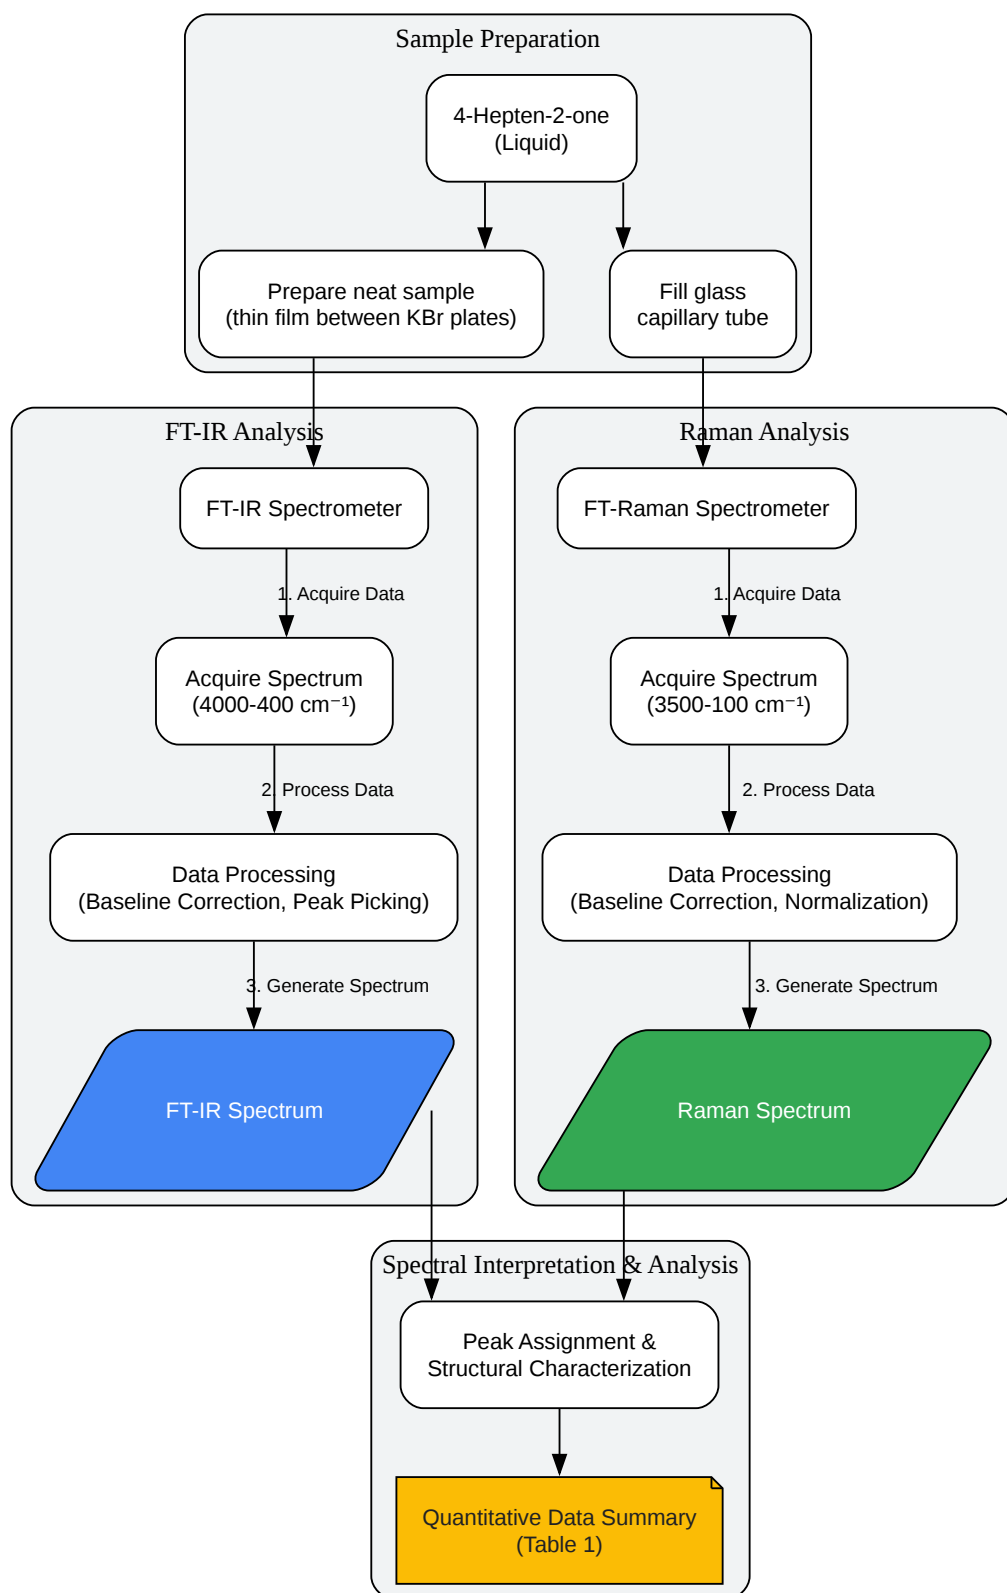 Sample Preparation
4-Hepten-2-one
(Liquid)
Prepare neat sample
(thin film between KBr plates)
Fill glass
capillary tube
FT-IR Analysis
FT-IR Spectrometer
1. Acquire Data
Acquire Spectrum
(4000-400 cm⁻¹)
2. Process Data
Data Processing
(Baseline Correction, Peak Picking)
3. Generate Spectrum
FT-IR Spectrum
Raman Analysis
FT-Raman Spectrometer
1. Acquire Data
Acquire Spectrum
(3500-100 cm⁻¹)
2. Process Data
Data Processing
(Baseline Correction, Normalization)
3. Generate Spectrum
Raman Spectrum
Spectral Interpretation & Analysis
Peak Assignment &
Structural Characterization
Quantitative Data Summary
(Table 1)